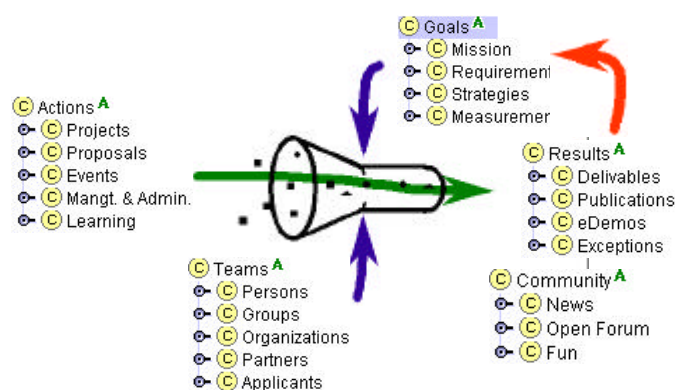 C Goals A
C Mission
C Requirement
C Strategies
C Measuremer
C Actions A
C Projects
C Proposals
C Events
C Mangt. & Admin.
C Learning
C Results A
C Delivables
C Publications
C eDemos
C Exceptions
C Teams A
C Persons
C Groups
C Organizations
C Partners
C Applicants
C Community A
C News
C Open Forum
C Fun